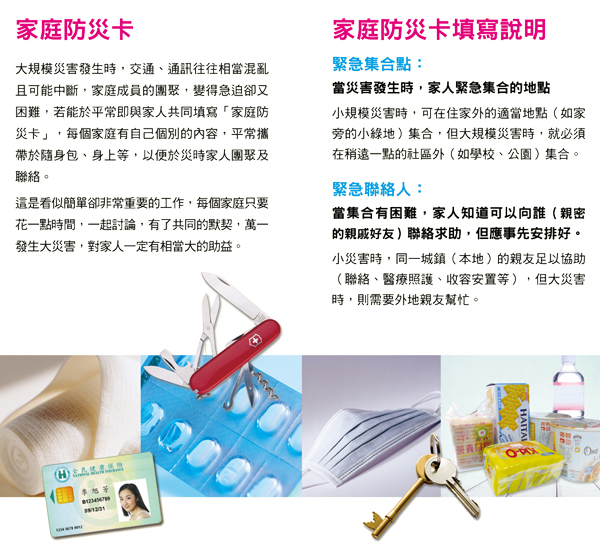 家庭防災卡
大規模災害發生時，交通、通訊往往相當混亂
且可能中斷，家庭成員的團聚，變得急迫卻又
困難，若能於平常即與家人共同填寫「家庭防
災卡」，每個家庭有自己個別的內容，平常攜
帶於隨身包、身上等，以便於災時家人團聚及
聯絡。
這是看似簡單卻非常重要的工作，每個家庭只要
花一點時間，一起討論，有了共同的默契，萬一
發生大災害，對家人一定有相當大的助益。
家庭防災卡填寫說明
緊急集合點：
當災害發生時，家人緊急集合的地點
小規模災害時，可在住家外的適當地點（如家
旁的小綠地）集合，但大規模災害時，就必須
在稍遠一點的社區外（如學校、公園）集合。
緊急聯絡人：
當集合有困難，家人知道可以向誰（親密
的親戚好友）聯絡求助，但應事先安排好。
小災害時，同一城鎮（本地）的親友足以協助
（聯絡、醫療照護、收容安置等），但大災害
時，則需要外地親友幫忙。
全民健康保險
NATIONAL HEALTH INSURANCE
李旭芳
B123456789
09/12/31
1234 5678 9012
HAITAI